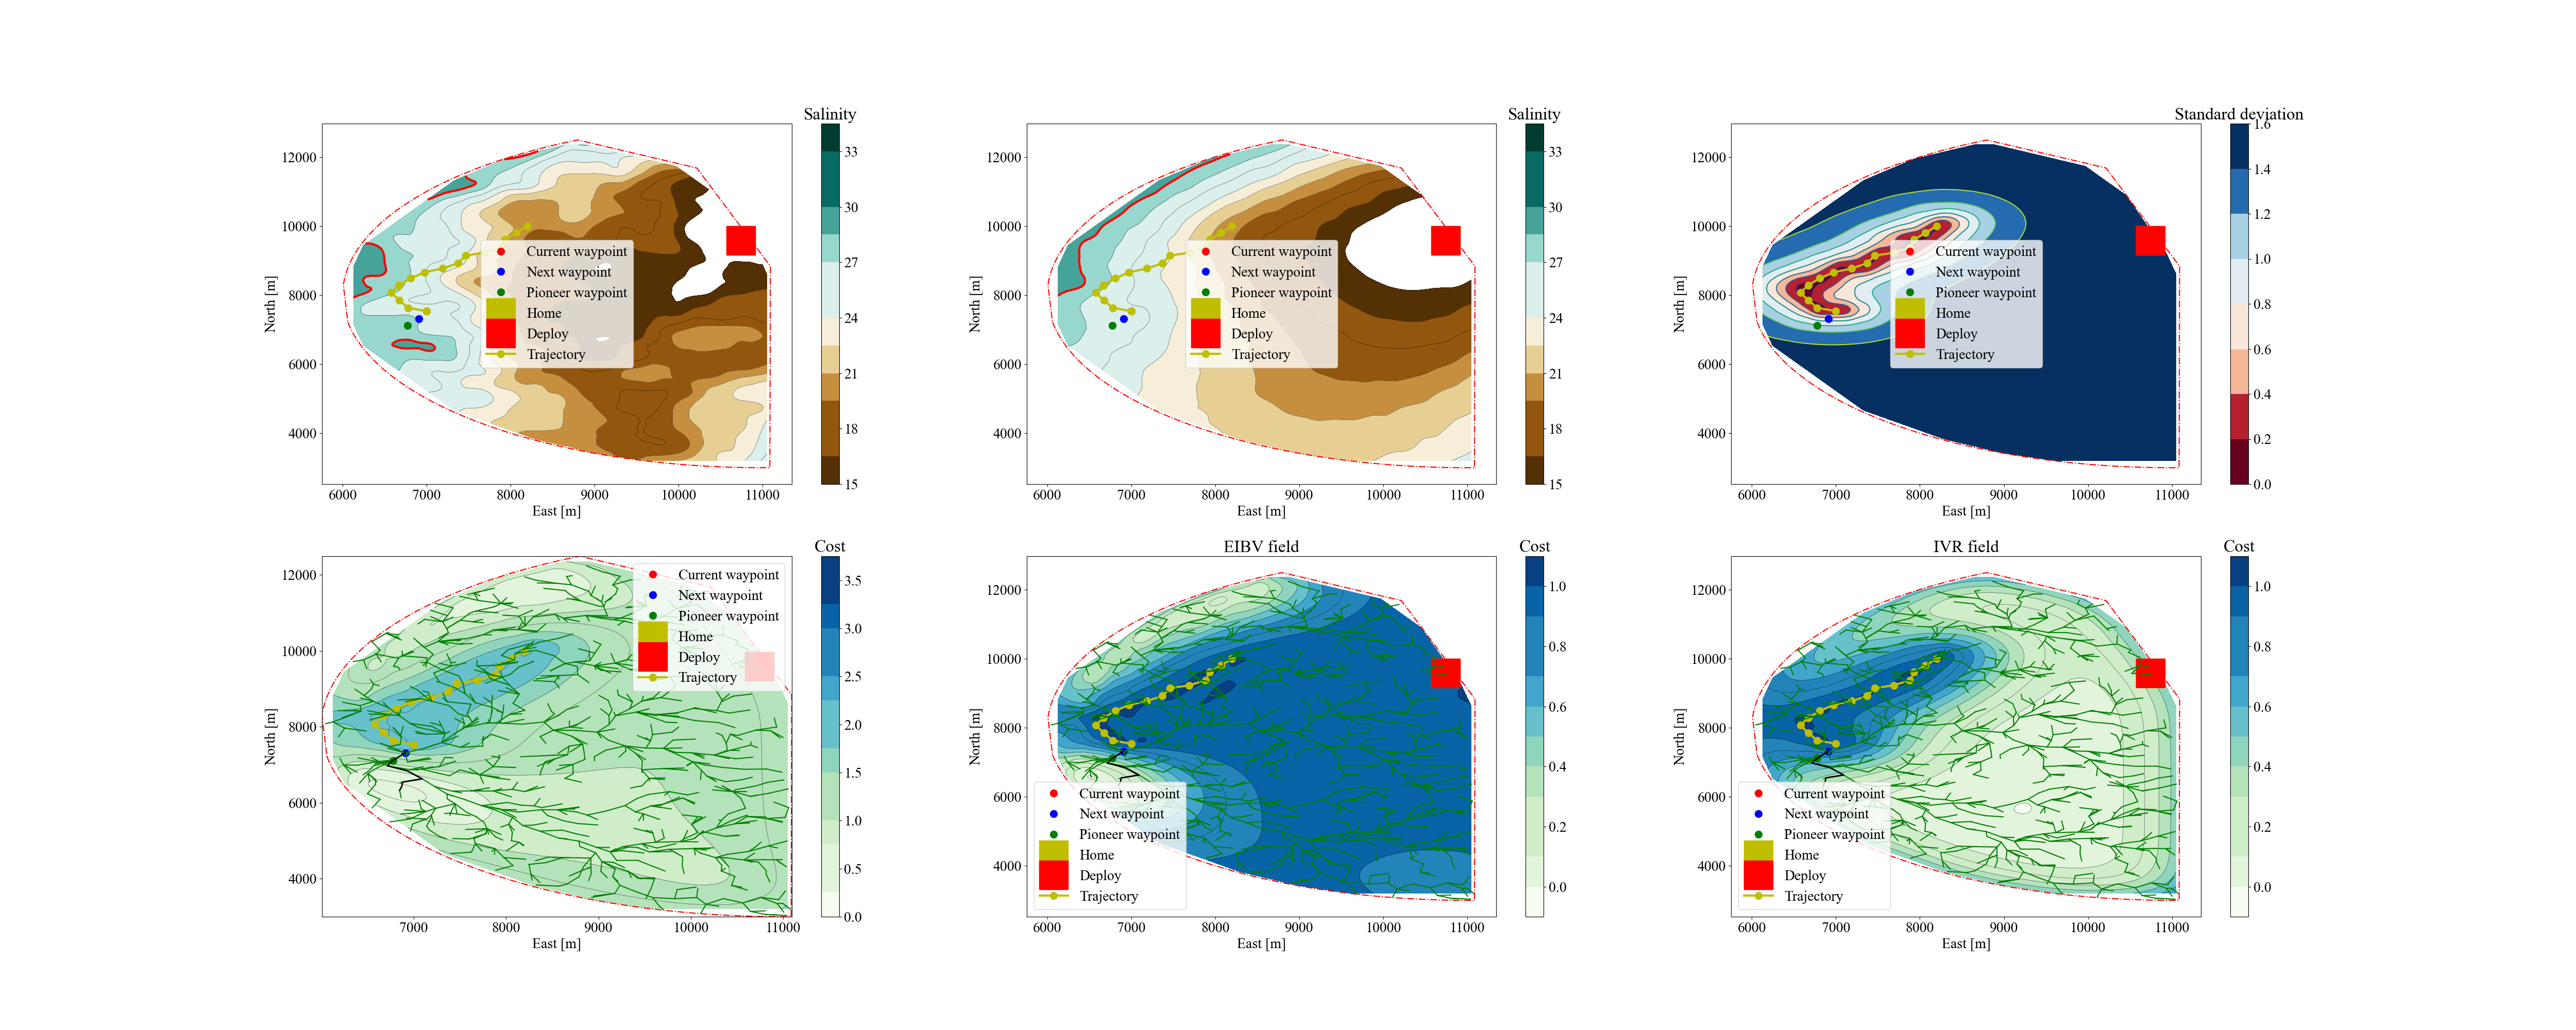 Salinity
12000
10000
8000
6000
4000
North [m]
6000 7000 8000 9000 10000 11000
East [m]
33
30
27
24
21
18
15
Current waypoint
Next waypoint
Pioneer waypoint
Home
Deploy
Trajectory
Salinity
12000
10000
8000
6000
4000
North [m]
6000 7000 8000 9000 10000 11000
East [m]
33
30
27
24
21
18
15
Current waypoint
Next waypoint
Pioneer waypoint
Home
Deploy
Trajectory
Standard deviation
12000
10000
8000
6000
4000
North [m]
6000 7000 8000 9000 10000 11000
East [m]
1.6
1.4
1.2
1.0
0.8
0.6
0.4
0.2
0.0
Current waypoint
Next waypoint
Pioneer waypoint
Home
Deploy
Trajectory
Cost
12000
10000
8000
6000
4000
North [m]
7000 8000 9000 10000 11000
East [m]
3.5
3.0
2.5
2.0
1.5
1.0
0.5
0.0
Current waypoint
Next waypoint
Pioneer waypoint
Home
Deploy
Trajectory
EIBV field
Cost
12000
10000
8000
6000
4000
North [m]
6000 7000 8000 9000 10000 11000
East [m]
1.0
0.8
0.6
0.4
0.2
0.0
Current waypoint
Next waypoint
Pioneer waypoint
Home
Deploy
Trajectory
IVR field
Cost
12000
10000
8000
6000
4000
North [m]
6000 7000 8000 9000 10000 11000
East [m]
1.0
0.8
0.6
0.4
0.2
0.0
Current waypoint
Next waypoint
Pioneer waypoint
Home
Deploy
Trajectory